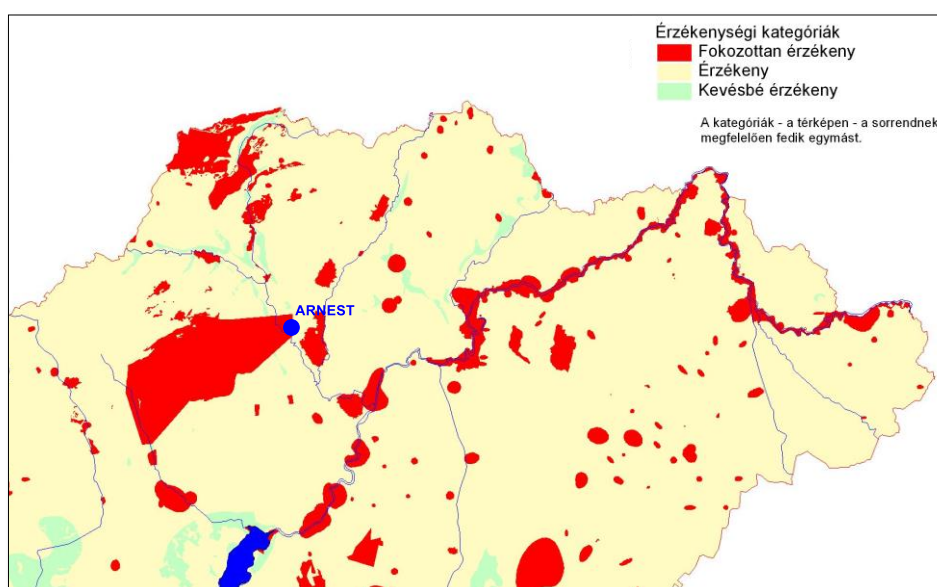 Érzékenységi kategóriák
Fokozottan érzékeny
Érzékeny
Kevésbé érzékeny
A kategóriák - a térképen - a sorrendnek
megfelelően fedik egymást.
ARNEST